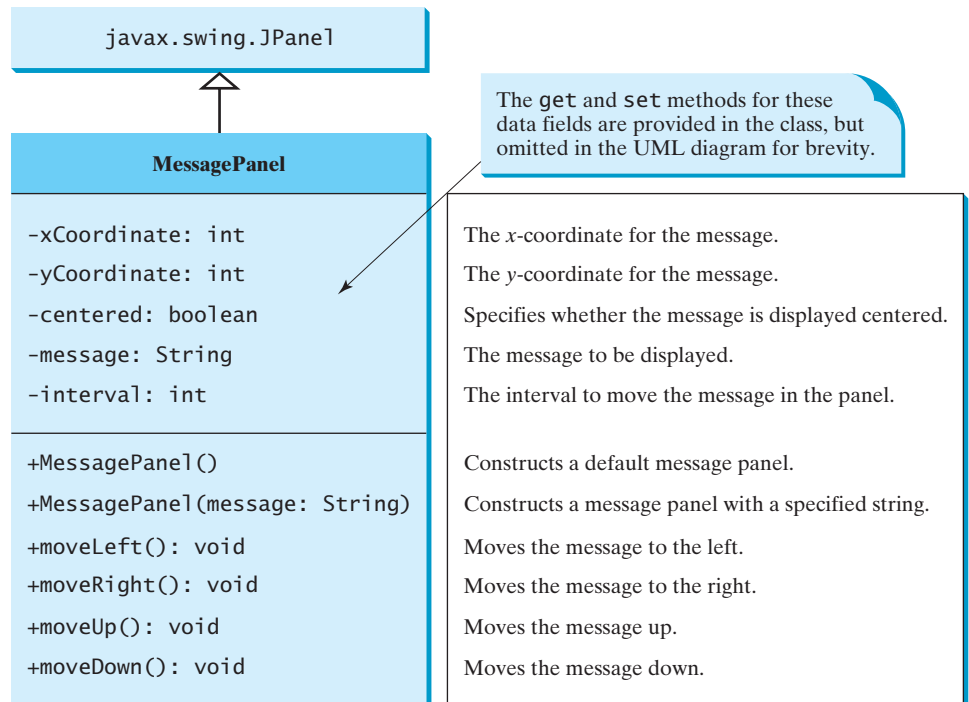 javax.swing.JPanel
The get and set methods for these
data fields are provided in the class, but
omitted in the UML diagram for brevity.
MessagePanel
-xCoordinate: int
The x-coordinate for the message.
-yCoordinate: int
The y-coordinate for the message.
-centered: boolean
Specifies whether the message is displayed centered.
-message: String
The message to be displayed.
-interval: int
The interval to move the message in the panel.
+MessagePanel()
Constructs a default message panel.
+MessagePanel(message: String)
Constructs a message panel with a specified string.
+moveLeft(): void
Moves the message to the left.
+moveRight(): void
Moves the message to the right.
+moveUp(): void
Moves the message up.
+moveDown(): void
Moves the message down.